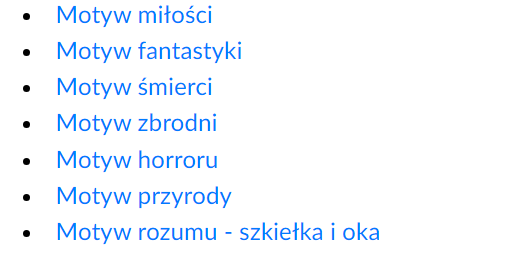 Motyw miłości
Motyw fantastyki
Motyw śmierci
Motyw zbrodni
Motyw horroru
Motyw przyrody
Motyw rozumu - szkiełka i oka